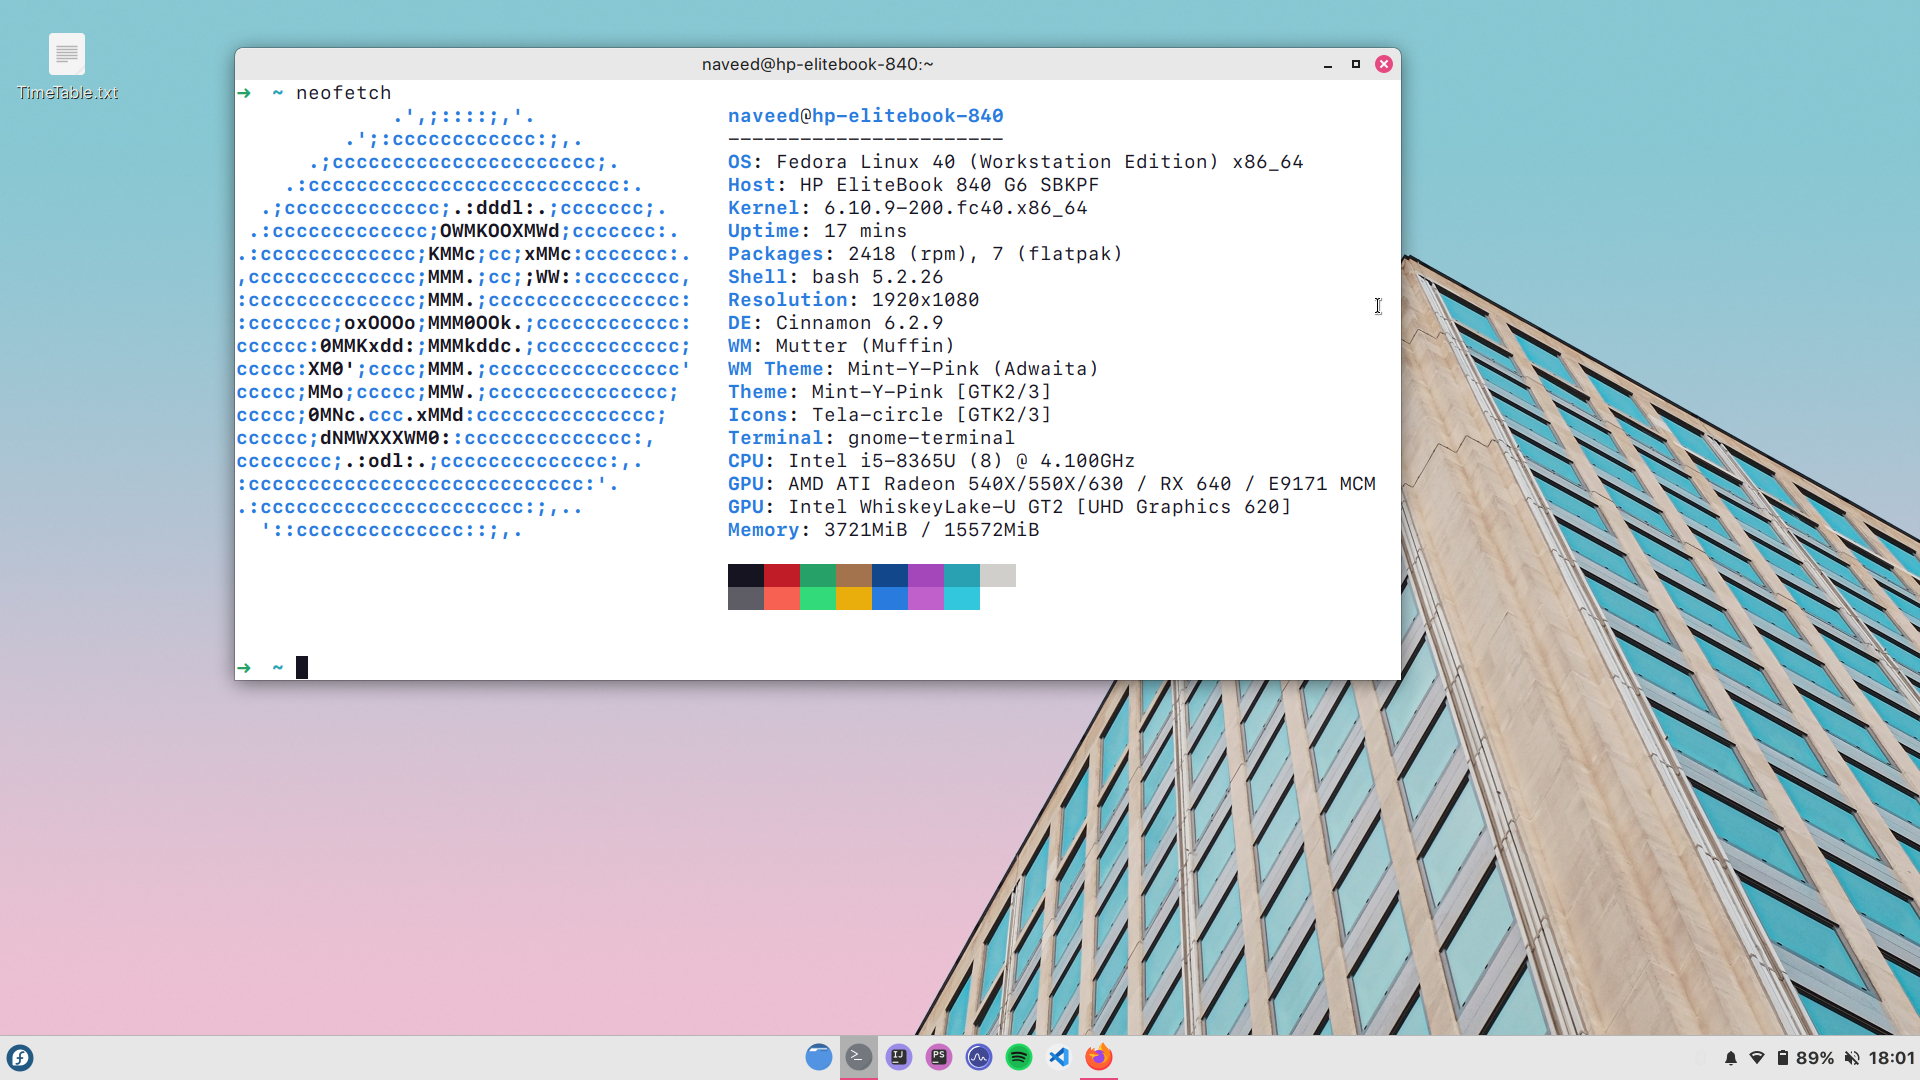 TimeTable.txt
naveed@hp-elitebook-840:~
➜  ~ neofetch
             .',;::::;,'.
         .';:cccccccccccc:;,.
      .;cccccccccccccccccccccc;.
    .:cccccccccccccccccccccccccc:.
  .;ccccccccccccc;.:dddl:.;ccccccc;.
 .:ccccccccccccc;OWMKOOXMWd;ccccccc:.
.:ccccccccccccc;KMMc;cc;xMMc:ccccccc:.
,cccccccccccccc;MMM.;cc;;WW::cccccccc,
:cccccccccccccc;MMM.;cccccccccccccccc:
:ccccccc;oxOOOo;MMM0OOk.;cccccccccccc:
cccccc:0MMKxdd:;MMMkddc.;cccccccccccc;
ccccc:XM0';cccc;MMM.;cccccccccccccccc'
ccccc;MMo;ccccc;MMW.;ccccccccccccccc;
ccccc;0MNc.ccc.xMMd:ccccccccccccccc;
cccccc;dNMWXXXWM0::cccccccccccccc:,
cccccccc;.:odl:.;cccccccccccccc:,.
:cccccccccccccccccccccccccccc:'.
.:cccccccccccccccccccccc:;,..
  '::cccccccccccccc::;,.
naveed@hp-elitebook-840
-----------------------
OS: Fedora Linux 40 (Workstation Edition) x86_64
Host: HP EliteBook 840 G6 SBKPF
Kernel: 6.10.9-200.fc40.x86_64
Uptime: 17 mins
Packages: 2418 (rpm), 7 (flatpak)
Shell: bash 5.2.26
Resolution: 1920x1080
DE: Cinnamon 6.2.9
WM: Mutter (Muffin)
WM Theme: Mint-Y-Pink (Adwaita)
Theme: Mint-Y-Pink [GTK2/3]
Icons: Tela-circle [GTK2/3]
Terminal: gnome-terminal
CPU: Intel i5-8365U (8) @ 4.100GHz
GPU: AMD ATI Radeon 540X/550X/630 / RX 640 / E9171 MCM
GPU: Intel WhiskeyLake-U GT2 [UHD Graphics 620]
Memory: 3721MiB / 15572MiB
➜  ~
IJ
PS
89%
18:01